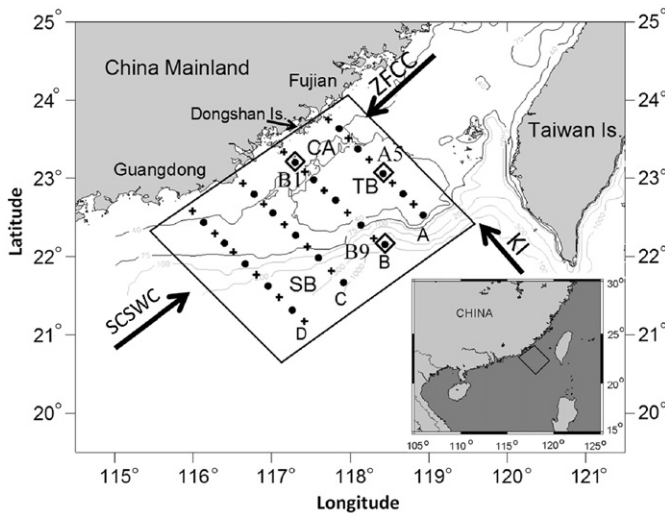 25°
25°
China Mainland
Fujian
ZFCC
24°
24°
Dongshan Is.
Taiwan Is.
CA
A5
Guangdong
B1
23°
TB
23°
A
KI
B9
B
22°
22°
SB
C
SCSWC
D
21°
21°
20°
20°
30°
CHINA
25°
20°
15°
105° 110° 115° 120° 125°
115° 116° 117° 118° 119° 120° 121°
Latitude
Longitude